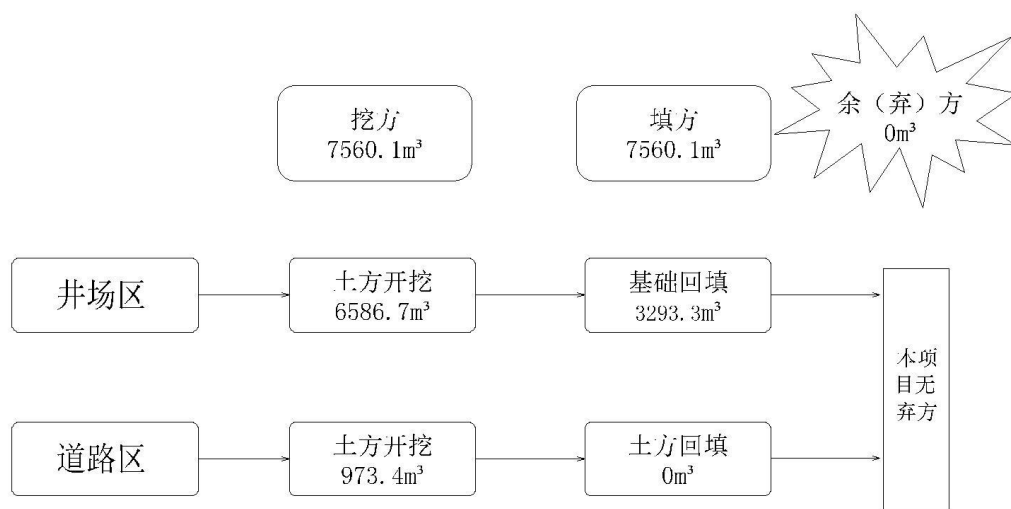 挖方
7560.1m³
填方
7560.1m³
余（弃）方
0m³
井场区
土方开挖
6586.7m³
基础回填
3293.3m³
道路区
土方开挖
973.4m³
土方回填
0m³
本项
目无
弃方